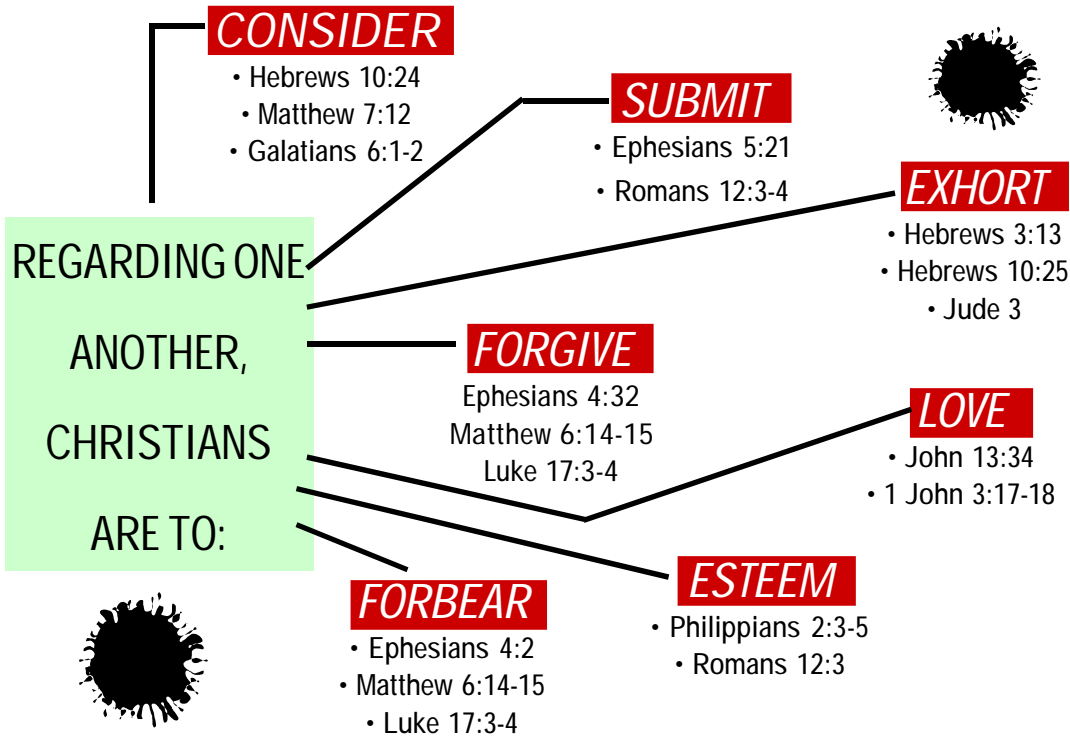 CONSIDER
• Hebrews 10:24
• Matthew 7:12
• Galatians 6:1-2
SUBMIT
• Ephesians 5:21
• Romans 12:3-4
EXHORT
• Hebrews 3:13
• Hebrews 10:25
• Jude 3
REGARDING ONE
ANOTHER,
CHRISTIANS
ARE TO:
FORGIVE
Ephesians 4:32
Matthew 6:14-15
Luke 17:3-4
LOVE
• John 13:34
• 1 John 3:17-18
ESTEEM
• Philippians 2:3-5
• Romans 12:3
FORBEAR
• Ephesians 4:2
• Matthew 6:14-15
• Luke 17:3-4